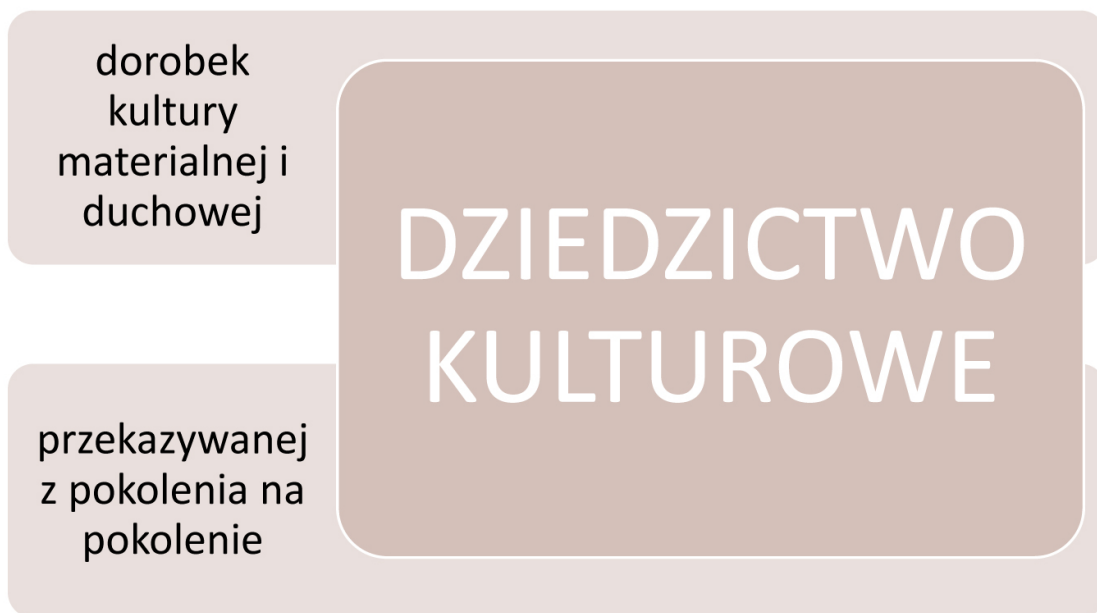 dorobek
kultury
materialnej i
duchowej
DZIEDZICTWO
KULTUROWE
przekazywanej
z pokolenia na
pokolenie